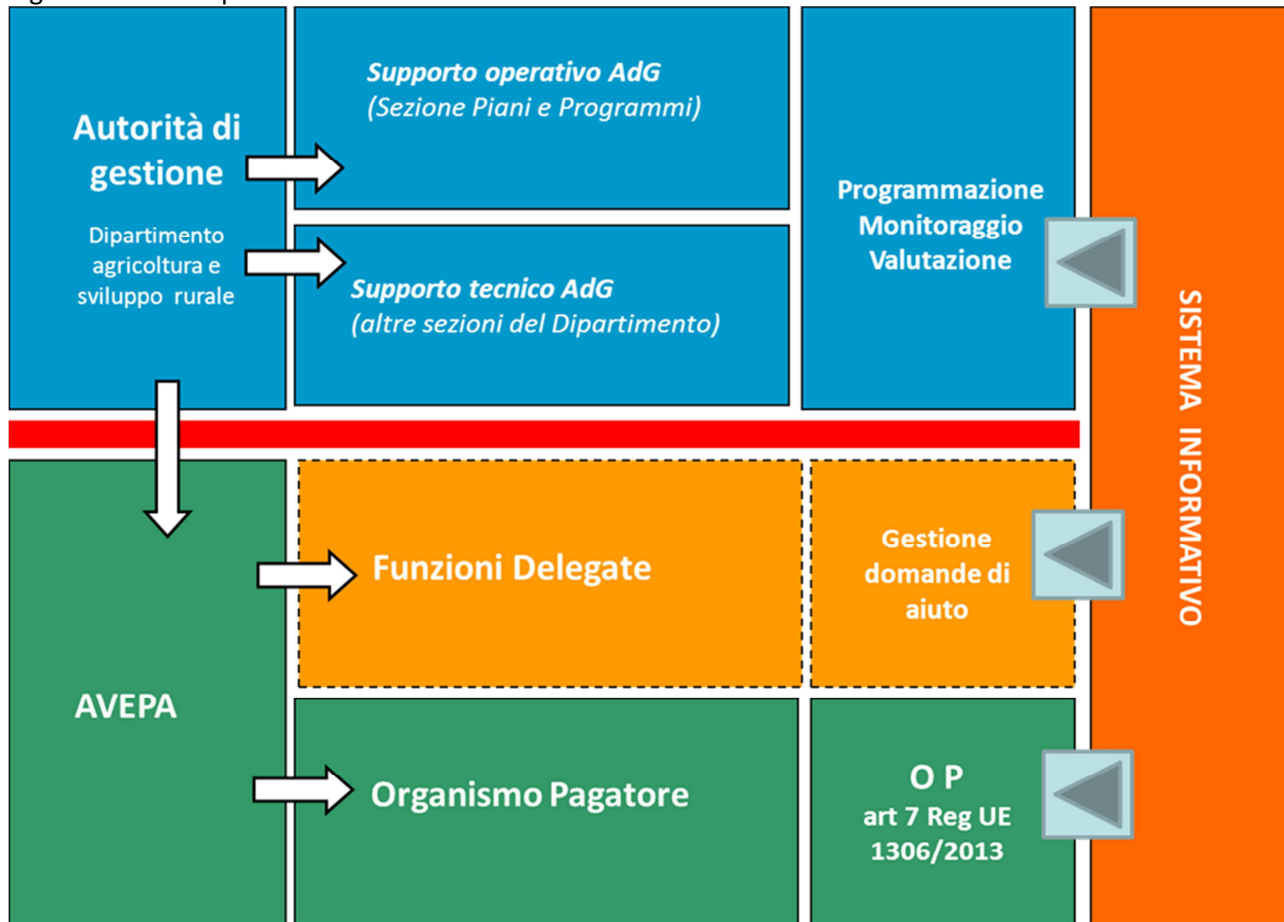 Autorità di
gestione
Dipartimento
agricoltura e
sviluppo rurale
Supporto operativo AdG
(Sezione Piani e Programmi)
Supporto tecnico AdG
(altre sezioni del Dipartimento)
Programmazione
Monitoraggio
Valutazione
SISTEMA INFORMATIVO
AVEPA
Funzioni Delegate
Gestione
domande di
aiuto
Organismo Pagatore
O P
art 7 Reg UE
1306/2013